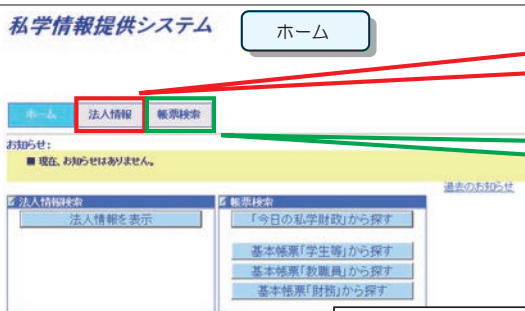 私学情報提供システム
ホーム
ホーム 法人情報 帳票検索
お知らせ:
■ 現在、お知らせはありません。
過去のお知らせ
法人情報検索
法人情報を表示
帳票検索
「今日の私学財政」から探す
基本帳票「学生等」から探す
基本帳票「教職員」から探す
基本帳票「財務」から探す